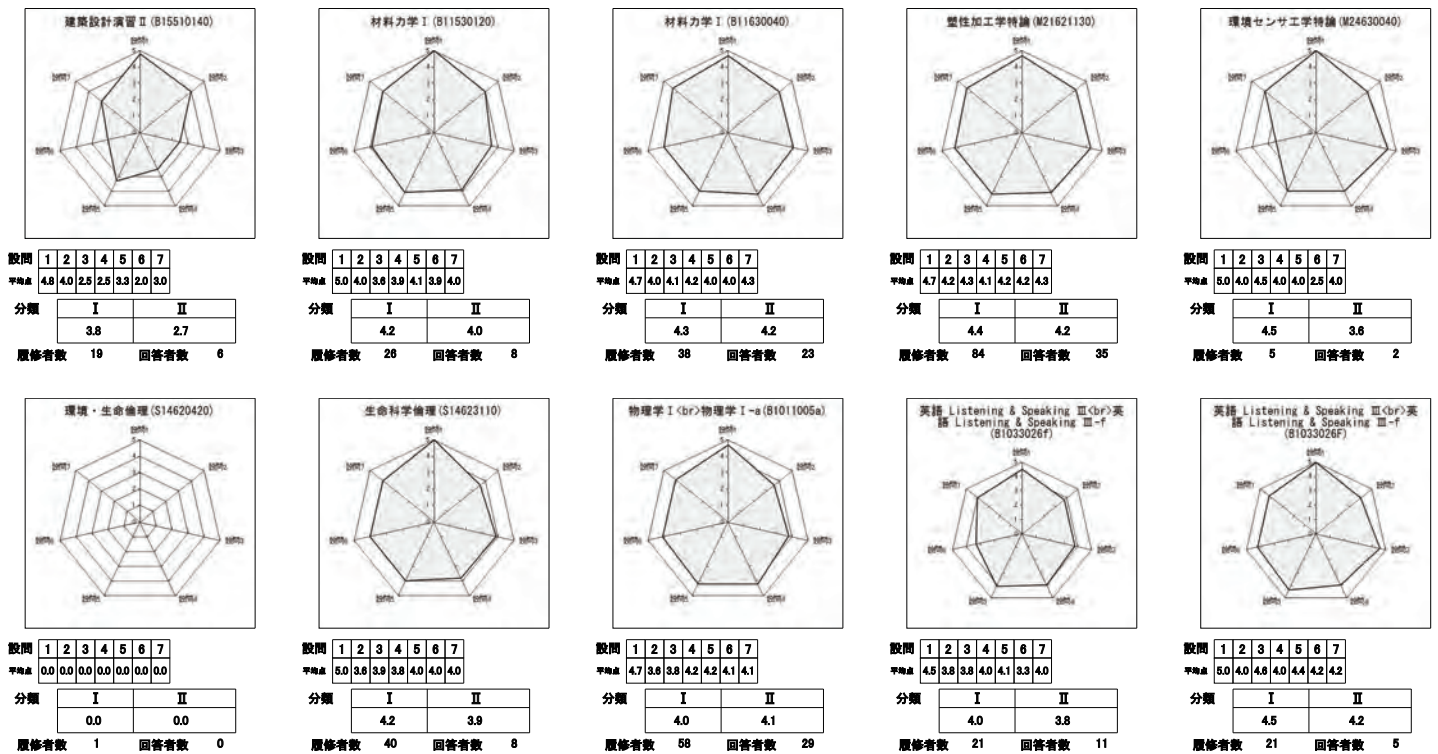 建築設計演習Ⅱ(B15510140)
設問 1 2 3 4 5 6 7
平均点 4.8 4.0 2.5 2.5 3.3 2.0 3.0
分類 Ⅰ Ⅱ
3.8 2.7
履修者数 19 回答者数 6
材料力学Ⅰ(B11530120)
設問 1 2 3 4 5 6 7
平均点 5.0 4.0 3.6 3.9 4.1 3.9 4.0
分類 Ⅰ Ⅱ
4.2 4.0
履修者数 26 回答者数 8
材料力学Ⅰ(B11630040)
設問 1 2 3 4 5 6 7
平均点 4.7 4.0 4.1 4.2 4.0 4.0 4.3
分類 Ⅰ Ⅱ
4.3 4.2
履修者数 38 回答者数 23
塑性加工学特論(M21621130)
設問 1 2 3 4 5 6 7
平均点 4.7 4.2 4.3 4.1 4.2 4.2 4.3
分類 Ⅰ Ⅱ
4.4 4.2
履修者数 84 回答者数 35
環境センサ工学特論(M24630040)
設問 1 2 3 4 5 6 7
平均点 5.0 4.0 4.5 4.0 4.0 2.5 4.0
分類 Ⅰ Ⅱ
4.5 3.6
履修者数 5 回答者数 2
環境・生命倫理(S14620420)
設問 1 2 3 4 5 6 7
平均点 0.0 0.0 0.0 0.0 0.0 0.0 0.0
分類 Ⅰ Ⅱ
0.0 0.0
履修者数 1 回答者数 0
生命科学倫理(S14623110)
設問 1 2 3 4 5 6 7
平均点 5.0 3.6 3.9 3.8 4.0 4.0 4.0
分類 Ⅰ Ⅱ
4.2 3.9
履修者数 40 回答者数 8
物理学Ⅰ<br>物理学Ⅰ-a(B1011005a)
設問 1 2 3 4 5 6 7
平均点 4.7 3.6 3.8 4.2 4.2 4.1 4.1
分類 Ⅰ Ⅱ
4.0 4.1
履修者数 58 回答者数 29
英語 Listening & Speaking Ⅲ<br>英
語 Listening & Speaking Ⅲ-f
(B1033026f)
設問 1 2 3 4 5 6 7
平均点 4.5 3.8 3.8 4.0 4.1 3.3 4.0
分類 Ⅰ Ⅱ
4.0 3.8
履修者数 21 回答者数 11
英語 Listening & Speaking Ⅲ<br>英
語 Listening & Speaking Ⅲ-f
(B1033026F)
設問 1 2 3 4 5 6 7
平均点 5.0 4.0 4.6 4.0 4.4 4.2 4.2
分類 Ⅰ Ⅱ
4.5 4.2
履修者数 21 回答者数 5